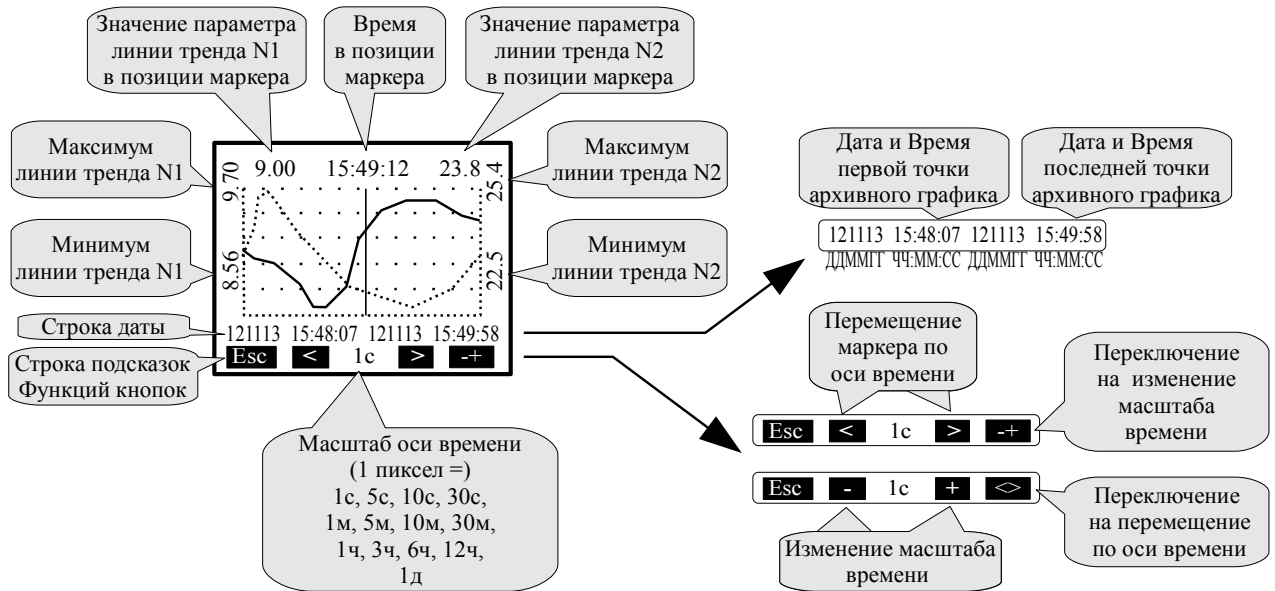 Значение параметра
линии тренда N1
в позиции маркера
Время
в позиции
маркера
Значение параметра
линии тренда N2
в позиции маркера
Максимум
линии тренда N1
Минимум
линии тренда N1
Строка даты
Строка подсказок
Функций кнопок
9.70
8.56
9.00 15:49:12 23.8
25.4
22.5
121113 15:48:07 121113 15:49:58
Esc < 1с > -+
Максимум
линии тренда N2
Минимум
линии тренда N2
Масштаб оси времени
(1 пиксел =)
1с, 5с, 10с, 30с,
1м, 5м, 10м, 30м,
1ч, 3ч, 6ч, 12ч,
1д
Дата и Время
первой точки
архивного графика
Дата и Время
последней точки
архивного графика
121113 15:48:07 121113 15:49:58
ДДММГГ ЧЧ:ММ:СС ДДММГГ ЧЧ:ММ:СС
Перемещение
маркера по
оси времени
Esc < 1с > -+
Переключение
на изменение
масштаба
времени
Esc - 1с + <>
Изменение масштаба
времени
Переключение
на перемещение
по оси времени